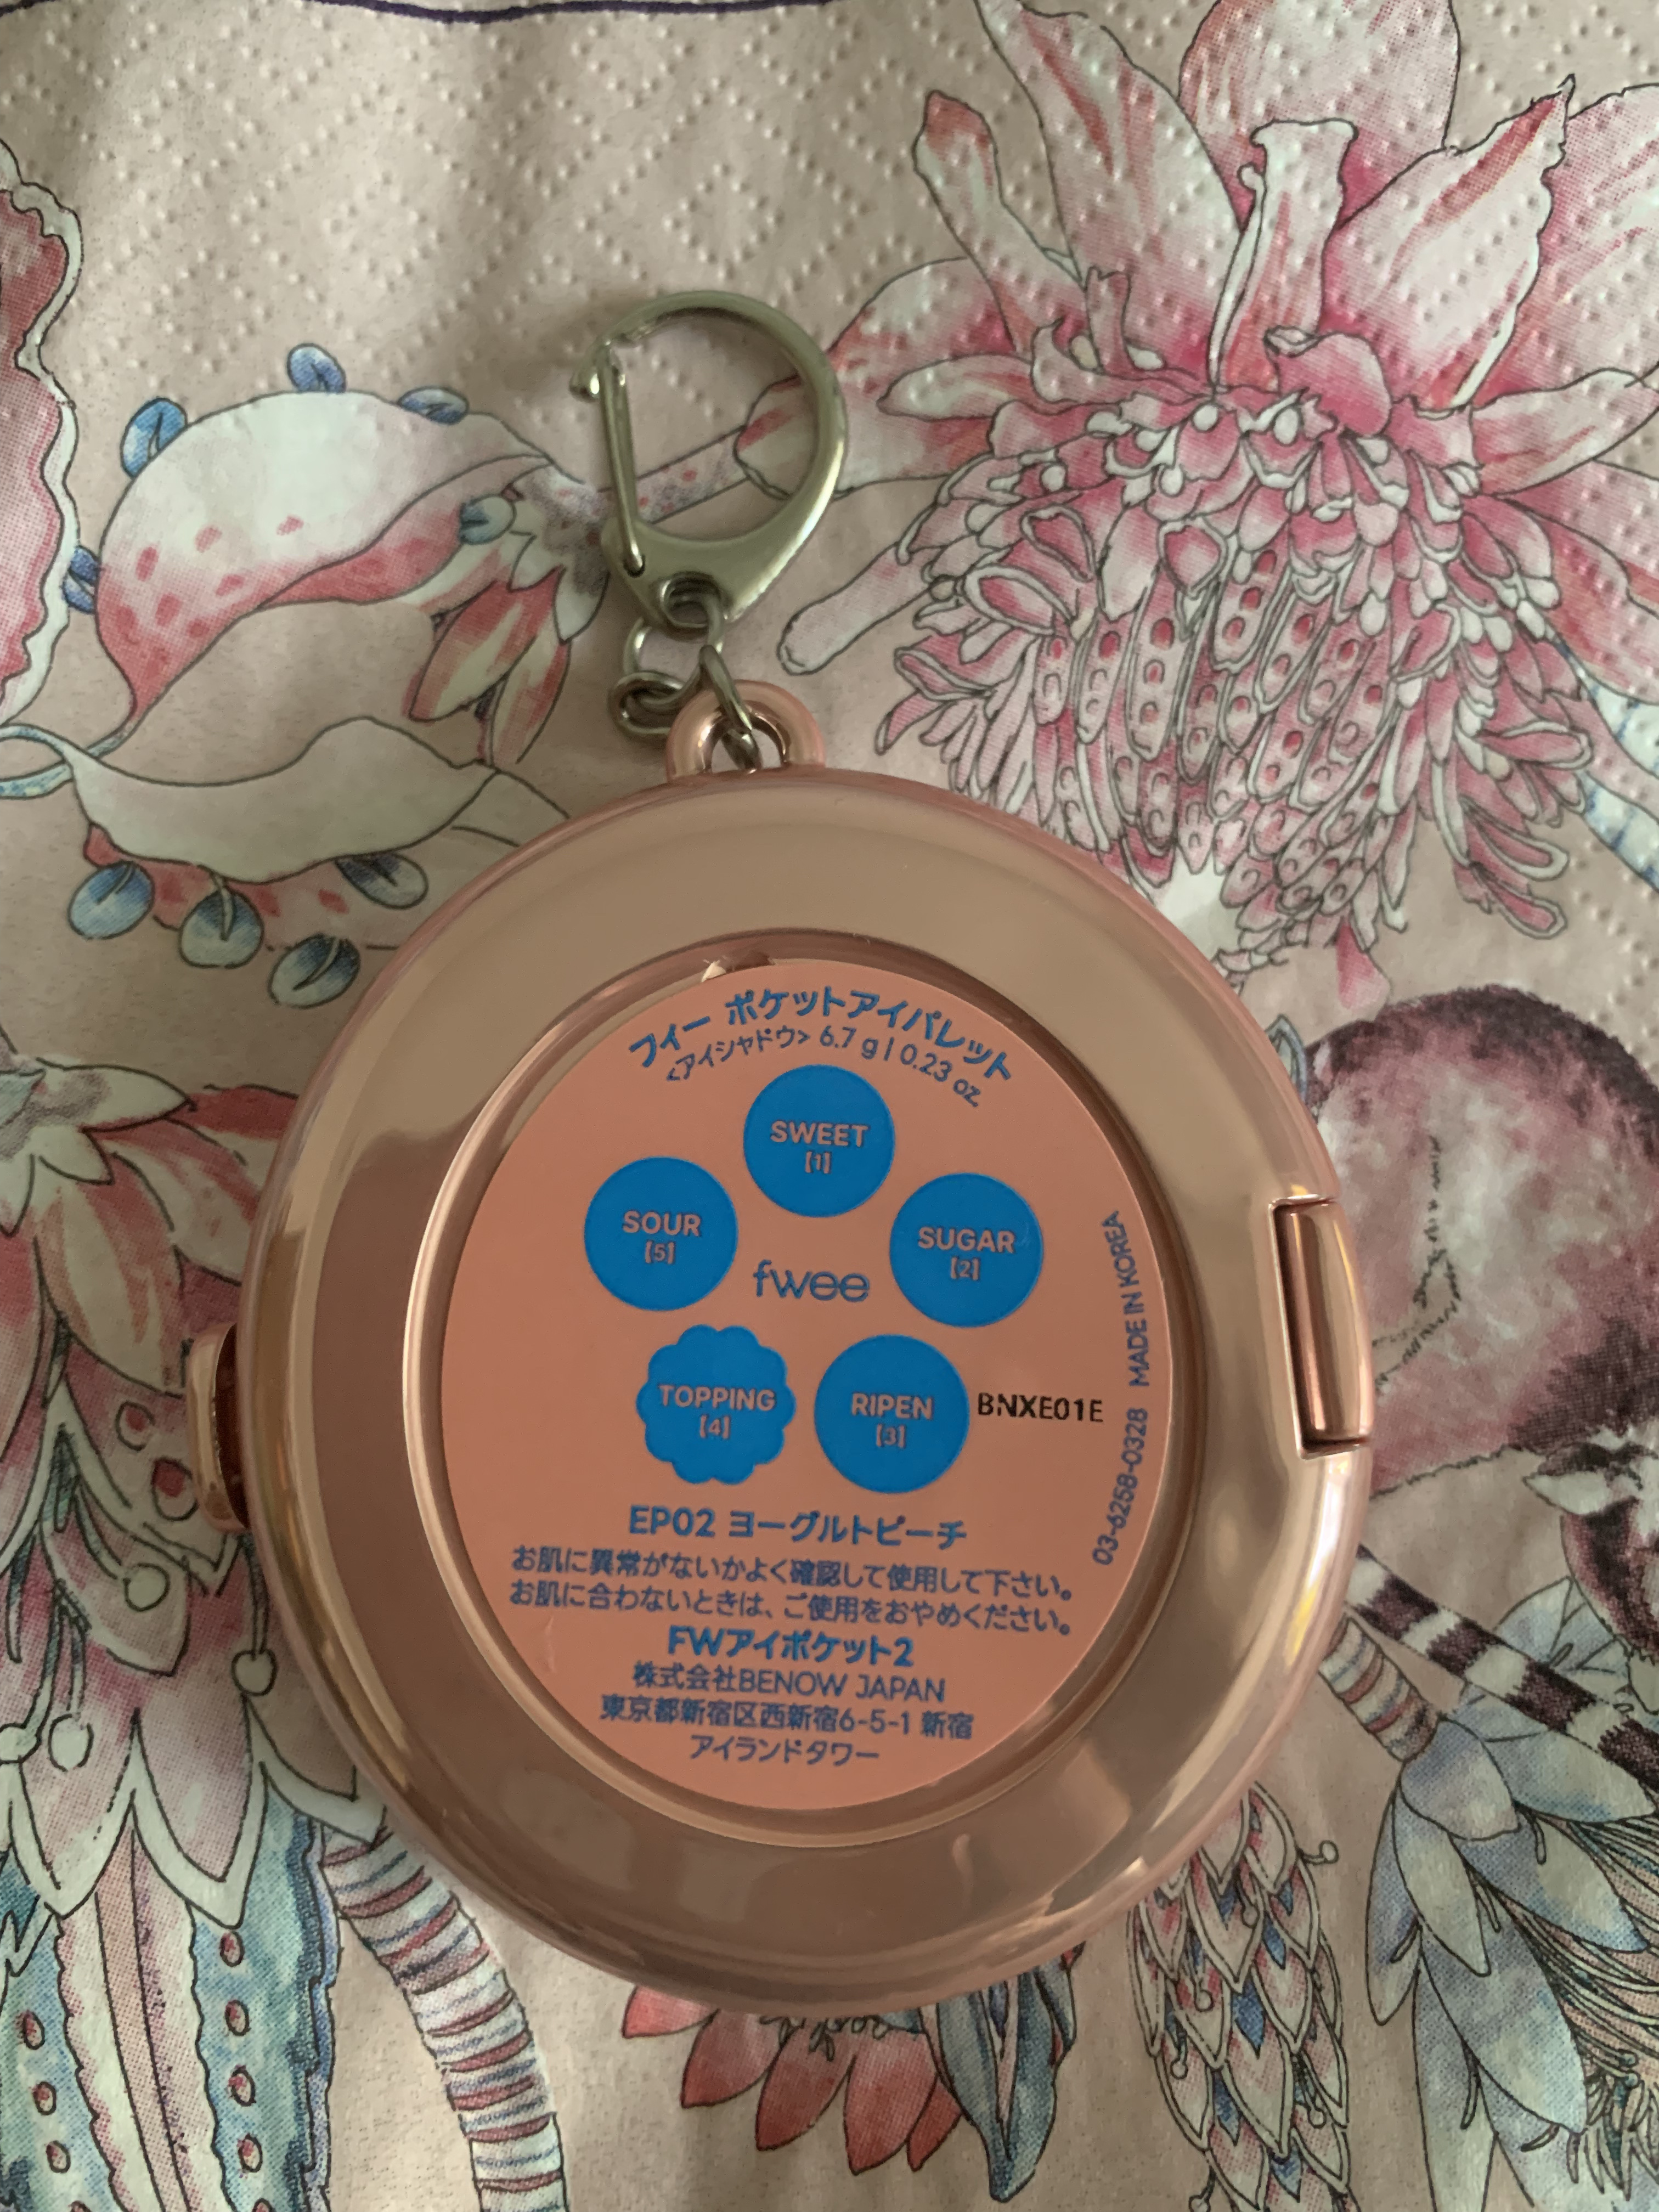 フィー ポケットアイパレット
<アイシャドウ> 6.7 g | 0.23 oz.
SWEET
[1]
SOUR
[5]
SUGAR
[2]
fwee
TOPPING
[4]
RIPEN
[3]
BNXE01E
03-6258-0328 MADE IN KOREA
EP02 ヨーグルトピーチ
お肌に異常がないかよく確認して使用して下さい。
お肌に合わないときは、ご使用をおやめください。
FWアイポケット2
株式会社BENOW JAPAN
東京都新宿区西新宿6-5-1 新宿
アイランドタワー